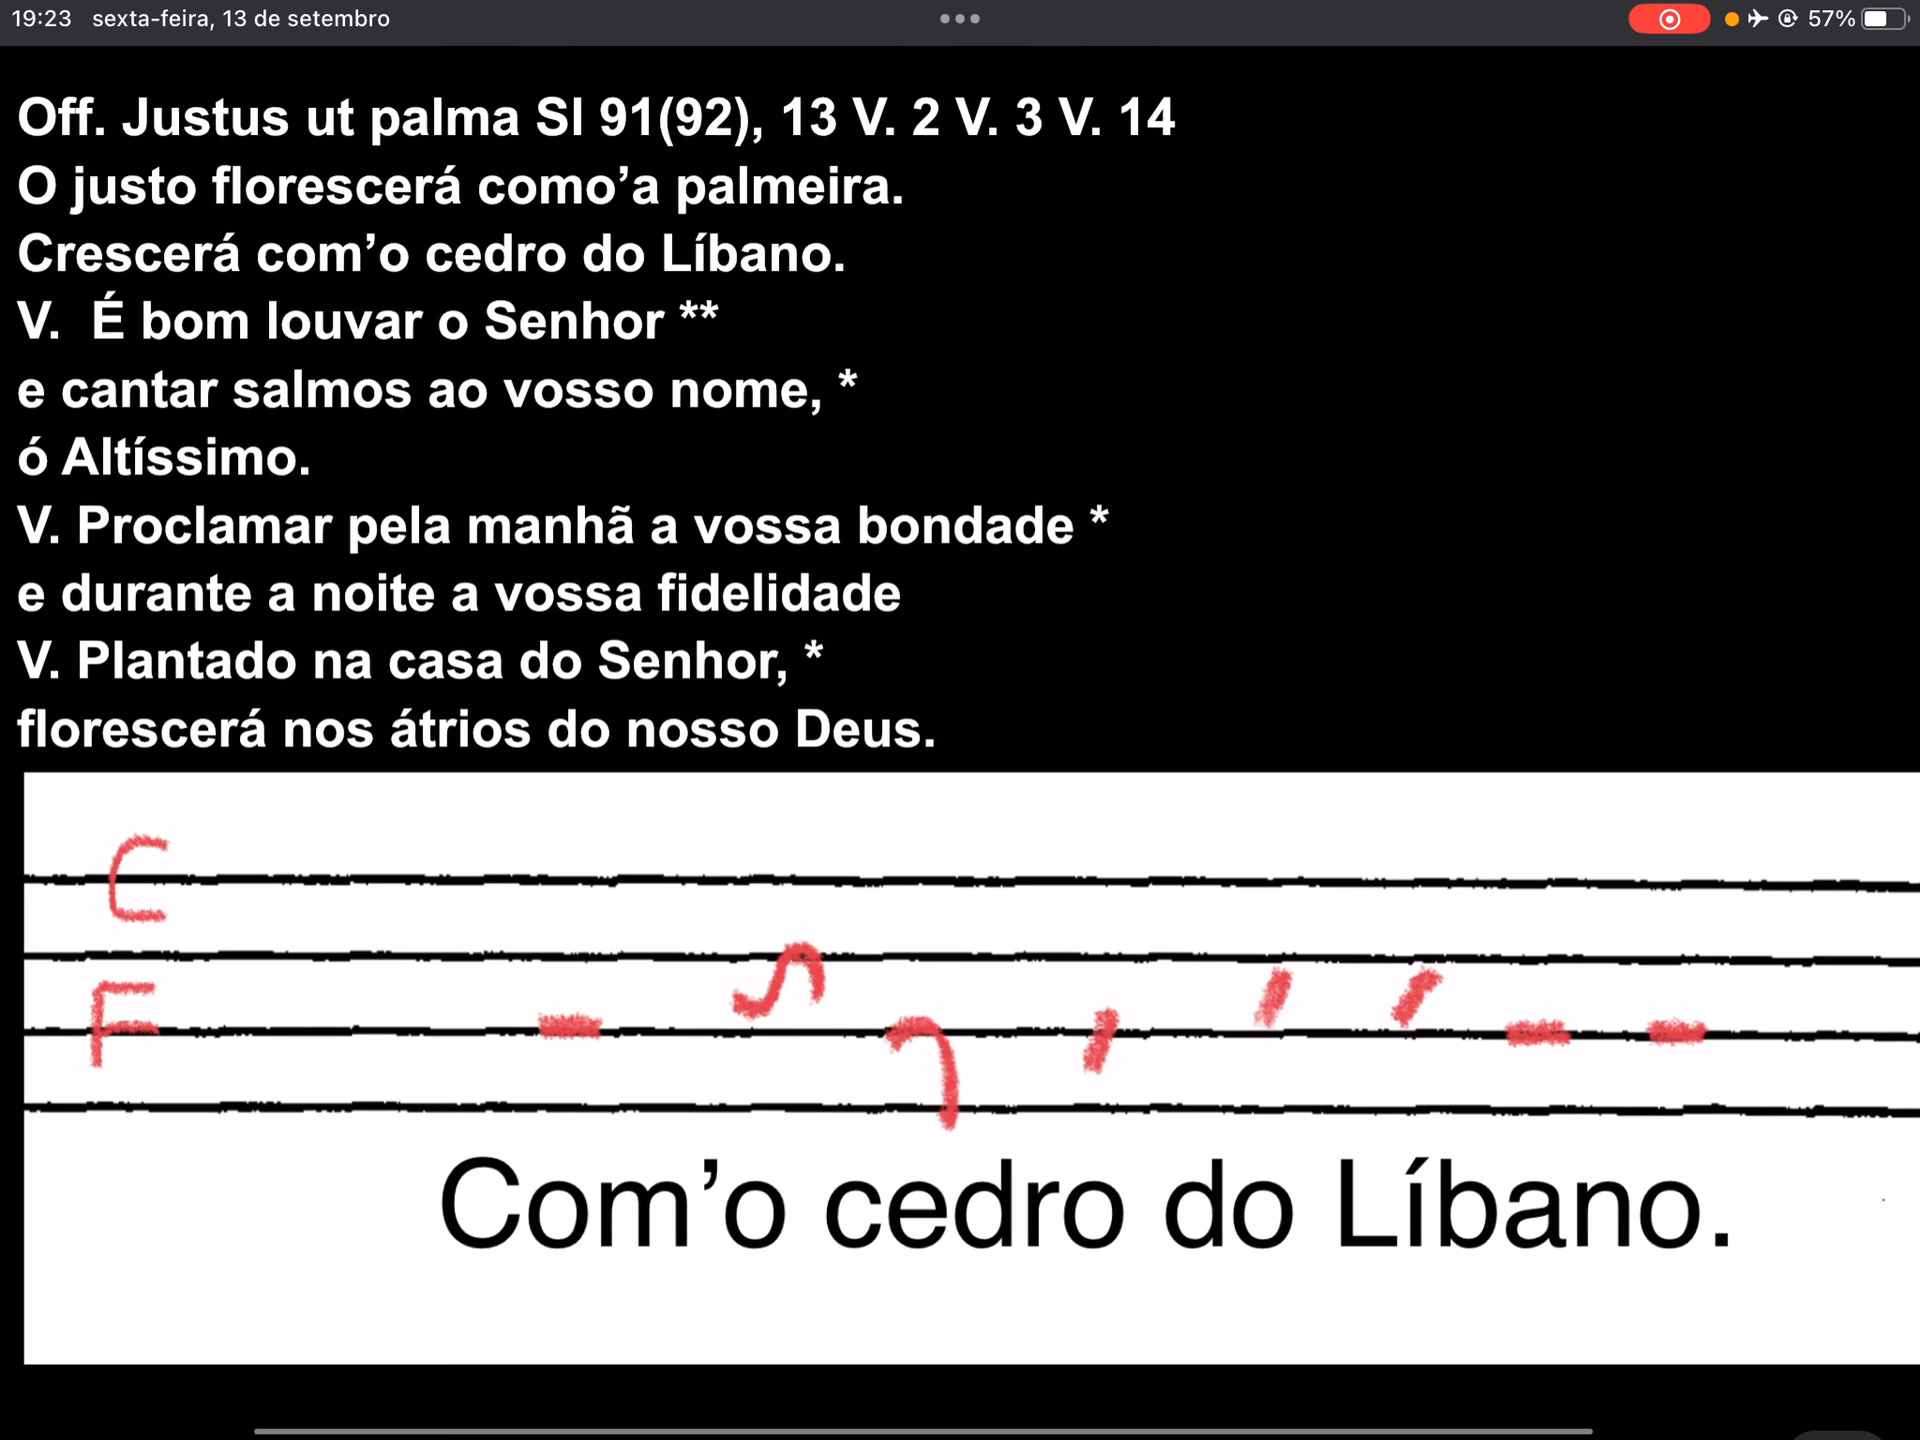 19:23 sexta-feira, 13 de setembro
57%
Off. Justus ut palma Sl 91(92), 13 V. 2 V. 3 V. 14
O justo florescerá como’a palmeira.
Crescerá com’o cedro do Líbano.
V. É bom louvar o Senhor **
e cantar salmos ao vosso nome, *
ó Altíssimo.
V. Proclamar pela manhã a vossa bondade *
e durante a noite a vossa fidelidade
V. Plantado na casa do Senhor, *
florescerá nos átrios do nosso Deus.
C
F
Com’o cedro do Líbano.